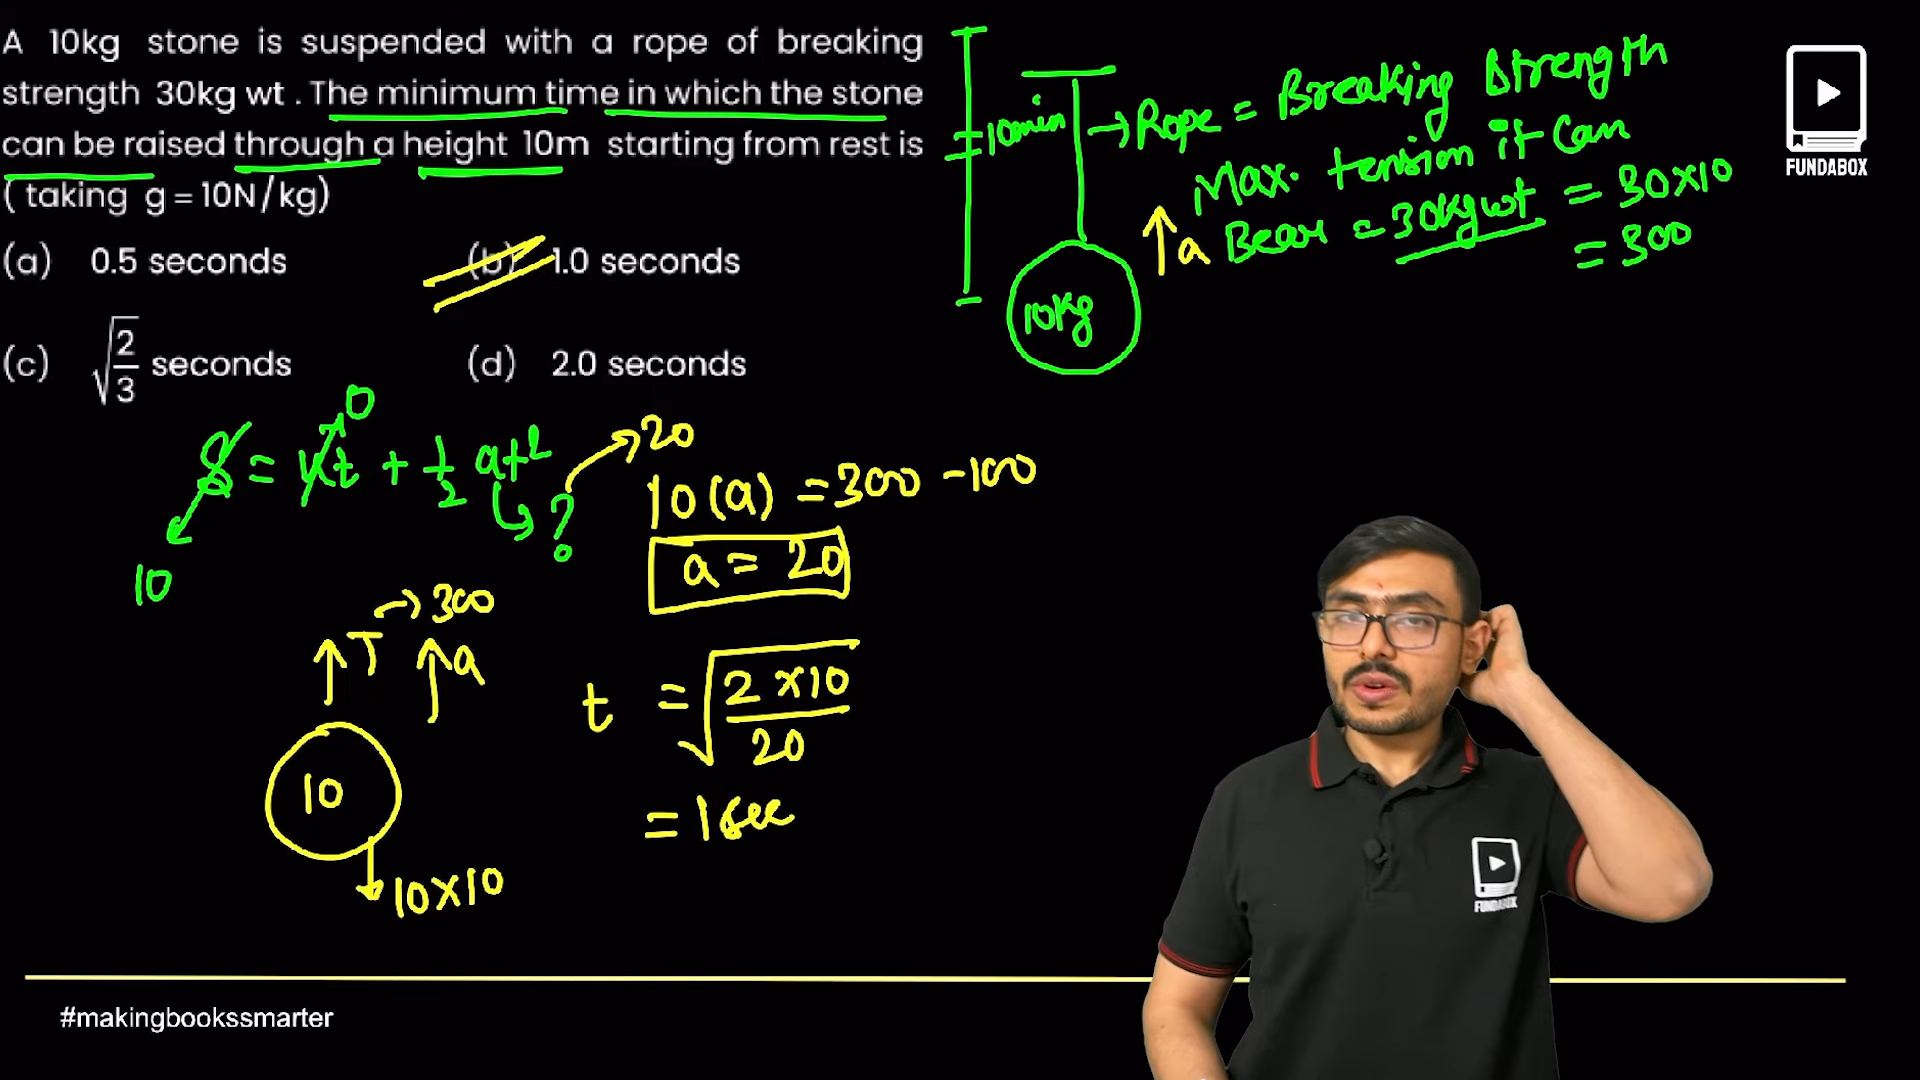 A 10kg stone is suspended with a rope of breaking
strength 30kg wt . The minimum time in which the stone
can be raised through a height 10m starting from rest is
( taking g = 10N/kg)
(a) 0.5 seconds
(b) 1.0 seconds
(c) √2/3 seconds
(d) 2.0 seconds
10min
→ Rope = Breaking Strength
Max. tension it can
Bear = 30kgwt = 30×10
= 300
a
10kg
FUNDABOX
S = ut + 1/2 at²
0
10
?
20
10(a) = 300 - 100
a = 20
T → 300
a
10
10×10
t = √2×10/20
= 1 sec
FUNDABOX
#makingbookssmarter